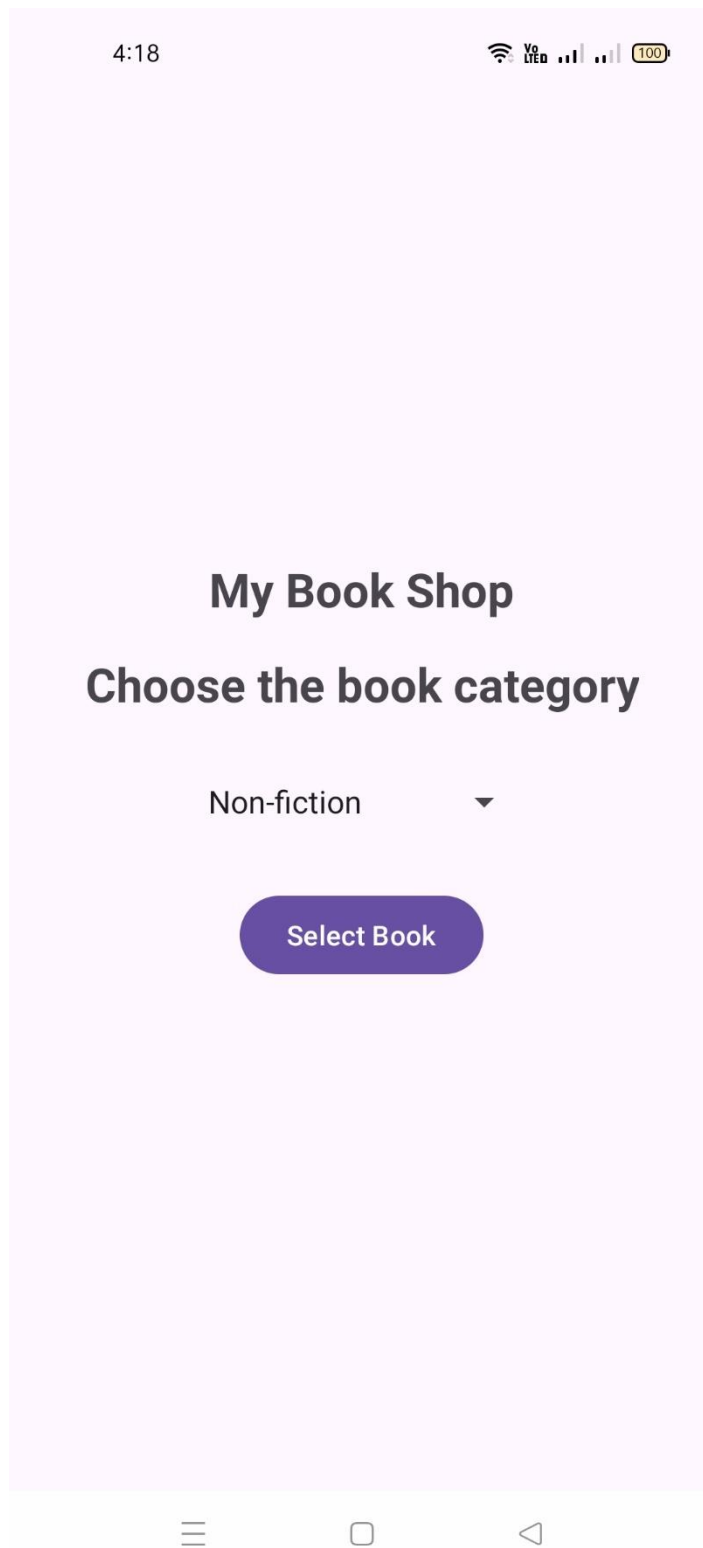 4:18
Vo
LTE D
100
My Book Shop
Choose the book category
Non-fiction
Select Book